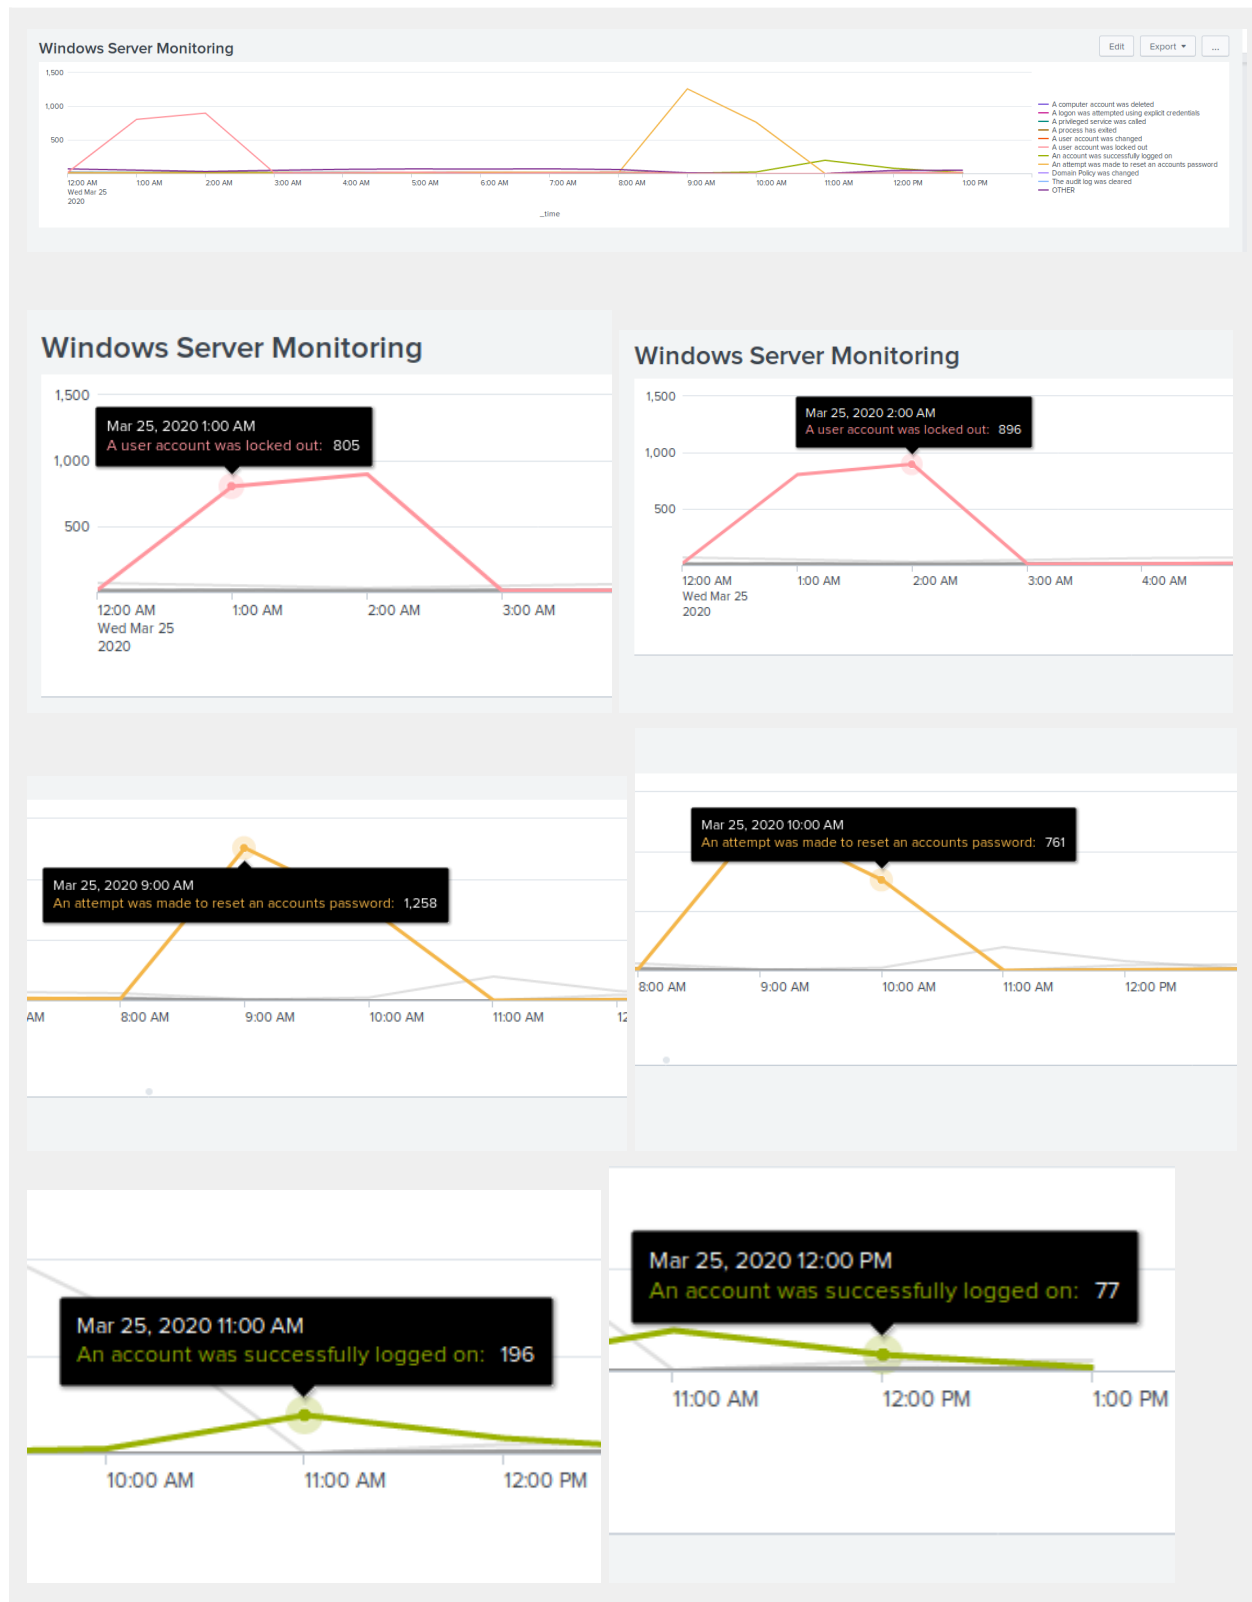 Windows Server Monitoring
Edit
Export
...
1,500
1,000
500
12:00 AM
Wed Mar 25
2020
1:00 AM
2:00 AM
3:00 AM
4:00 AM
5:00 AM
6:00 AM
7:00 AM
8:00 AM
9:00 AM
10:00 AM
11:00 AM
12:00 PM
1:00 PM
_time
A computer account was deleted
A logon was attempted using explicit credentials
A privileged service was called
A process has exited
A user account was changed
A user account was locked out
An account was successfully logged on
An attempt was made to reset an accounts password
Domain Policy was changed
The audit log was cleared
OTHER
Windows Server Monitoring
1,500
Mar 25, 2020 1:00 AM
A user account was locked out: 805
1,000
500
12:00 AM
Wed Mar 25
2020
1:00 AM
2:00 AM
3:00 AM
Windows Server Monitoring
1,500
Mar 25, 2020 2:00 AM
A user account was locked out: 896
1,000
500
12:00 AM
Wed Mar 25
2020
1:00 AM
2:00 AM
3:00 AM
4:00 AM
Mar 25, 2020 9:00 AM
An attempt was made to reset an accounts password: 1,258
AM
8:00 AM
9:00 AM
10:00 AM
11:00 AM
12
Mar 25, 2020 10:00 AM
An attempt was made to reset an accounts password: 761
8:00 AM
9:00 AM
10:00 AM
11:00 AM
12:00 PM
Mar 25, 2020 11:00 AM
An account was successfully logged on: 196
10:00 AM
11:00 AM
12:00 PM
Mar 25, 2020 12:00 PM
An account was successfully logged on: 77
11:00 AM
12:00 PM
1:00 PM